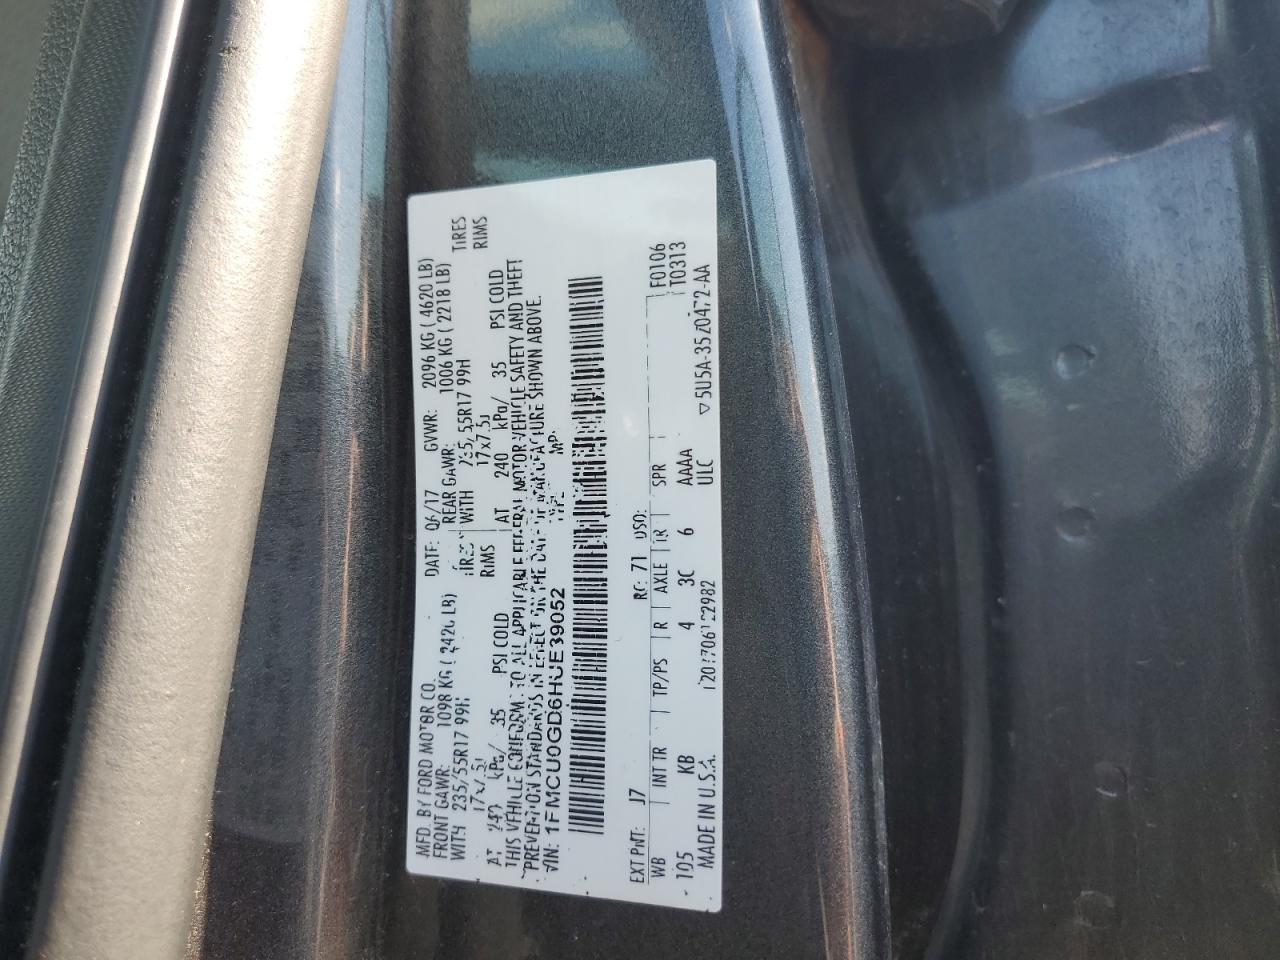 MFD. BY FORD MOTOR CO.
DATE: 06/17 GVWR: 2096 KG (4620 LB)
FRONT GAWR: 1098 KG (2420 LB) REAR GAWR: 1006 KG (2218 LB)
WITH 235/55R17 99H TIRES WITH 235/55R17 99H TIRES
17x7.5J RIMS 17x7.5J RIMS
AT 240 kPa/ 35 PSI COLD AT 240 kPa/ 35 PSI COLD
THIS VEHICLE CONFORMS TO ALL APPLICABLE FEDERAL MOTOR VEHICLE SAFETY AND THEFT
PREVENTION STANDARDS IN EFFECT ON THE DATE OF MANUFACTURE SHOWN ABOVE.
VIN: 1FMCU0GD6HUE39052 TYPE: MPV
EXT PNT: J7 RC: 71 DSO: F0106
WB INT TR TP/PS R AXLE TR SPR T0313
105 KB 4 3C 6 AAAA
MADE IN U.S.A. ULC ▽5U5A-3520472-AA